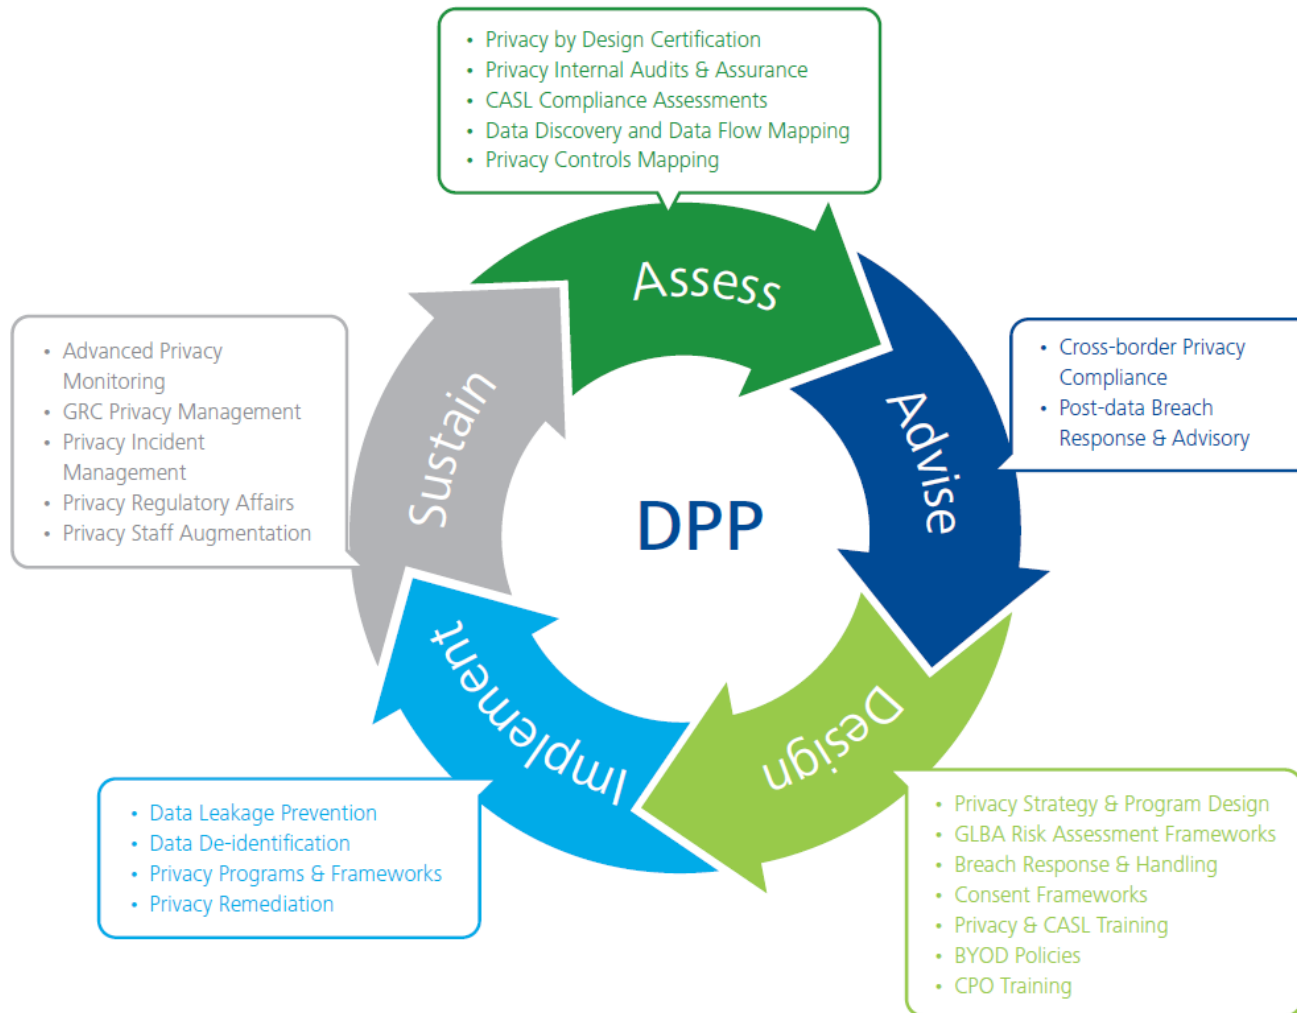 • Privacy by Design Certification
• Privacy Internal Audits & Assurance
• CASL Compliance Assessments
• Data Discovery and Data Flow Mapping
• Privacy Controls Mapping
Assess
• Cross-border Privacy
Compliance
• Post-data Breach
Response & Advisory
Advise
• Privacy Strategy & Program Design
• GLBA Risk Assessment Frameworks
• Breach Response & Handling
• Consent Frameworks
• Privacy & CASL Training
• BYOD Policies
• CPO Training
Design
• Data Leakage Prevention
• Data De-identification
• Privacy Programs & Frameworks
• Privacy Remediation
Implement
• Advanced Privacy
Monitoring
• GRC Privacy Management
• Privacy Incident
Management
• Privacy Regulatory Affairs
• Privacy Staff Augmentation
Sustain
DPP